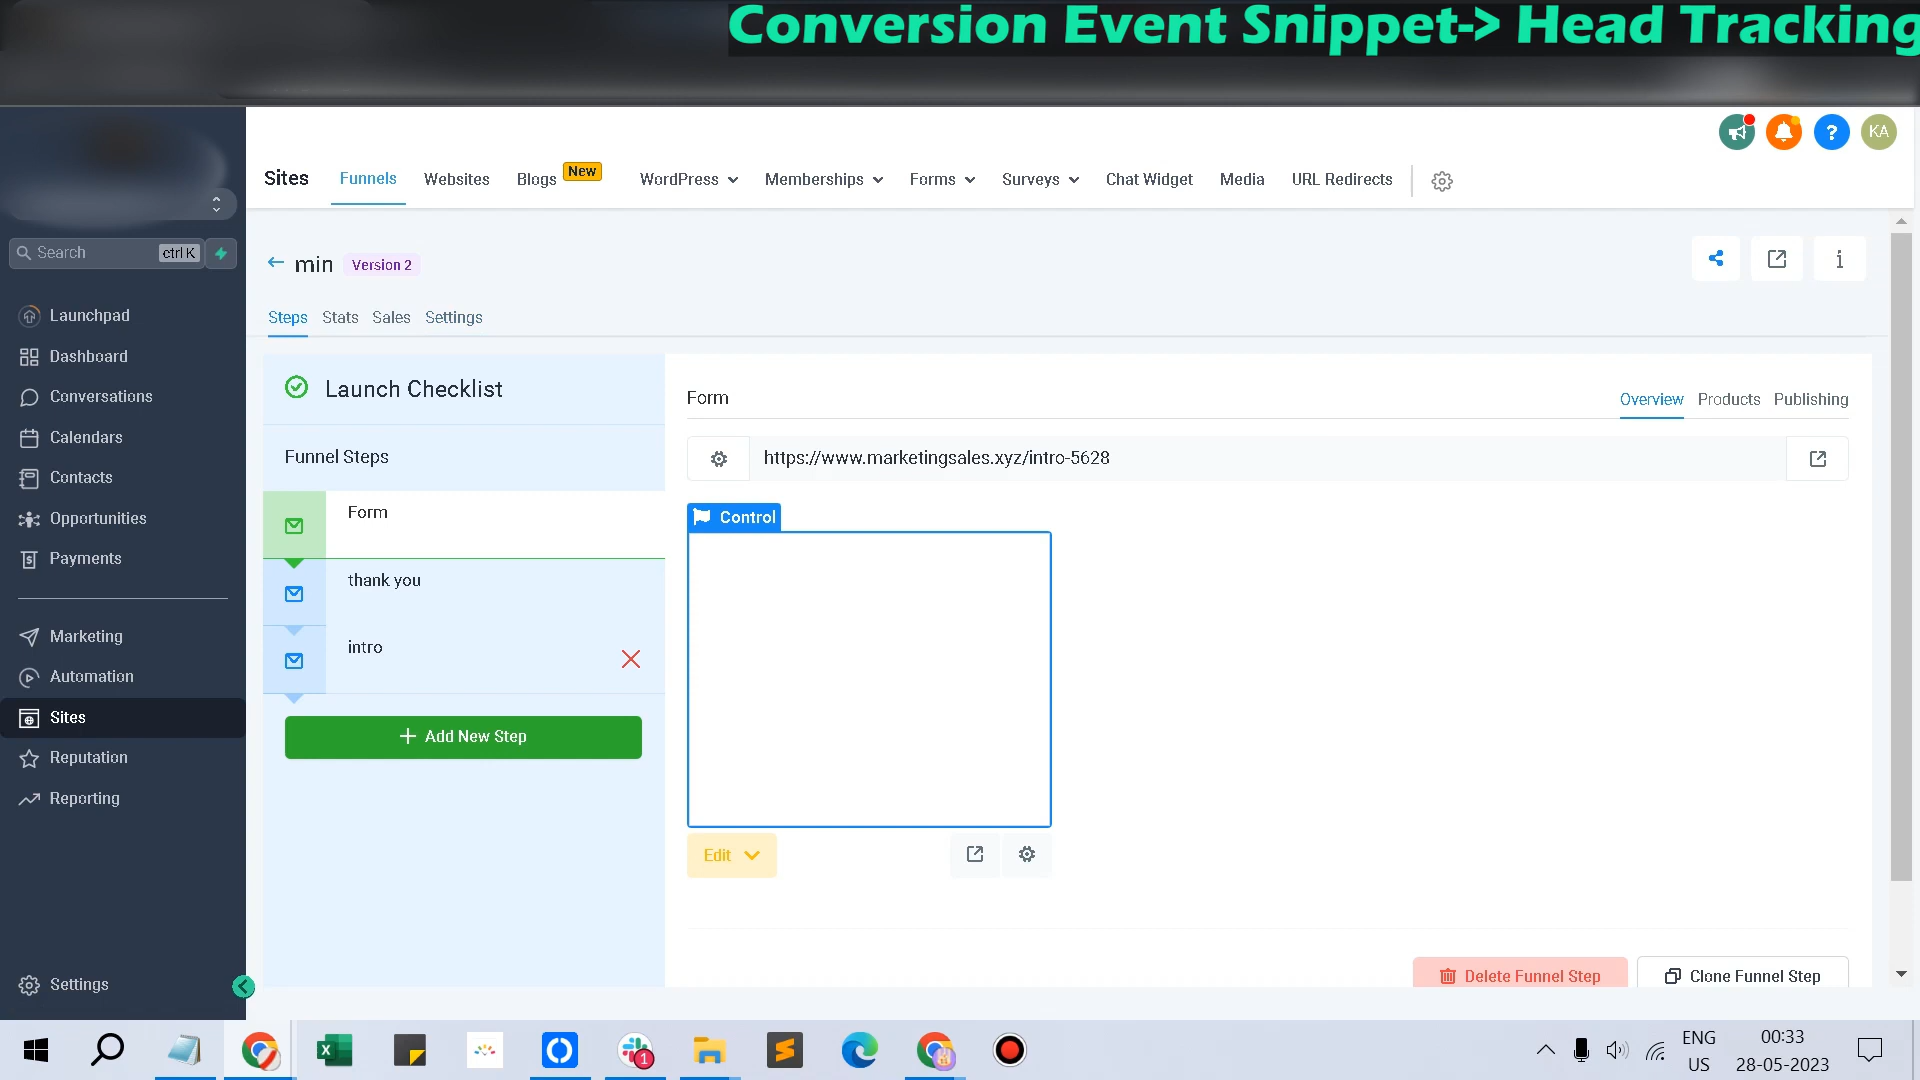 Conversion Event Snippet-> Head Tracking
Sites
Funnels
Websites
Blogs
New
WordPress
Memberships
Forms
Surveys
Chat Widget
Media
URL Redirects
KA
Search
ctrl K
Launchpad
Dashboard
Conversations
Calendars
Contacts
Opportunities
Payments
Marketing
Automation
Sites
Reputation
Reporting
Settings
min
Version 2
Steps
Stats
Sales
Settings
Launch Checklist
Funnel Steps
Form
thank you
intro
+ Add New Step
Form
Overview
Products
Publishing
https://www.marketingsales.xyz/intro-5628
Control
Edit
Delete Funnel Step
Clone Funnel Step
1
ENG
US
00:33
28-05-2023